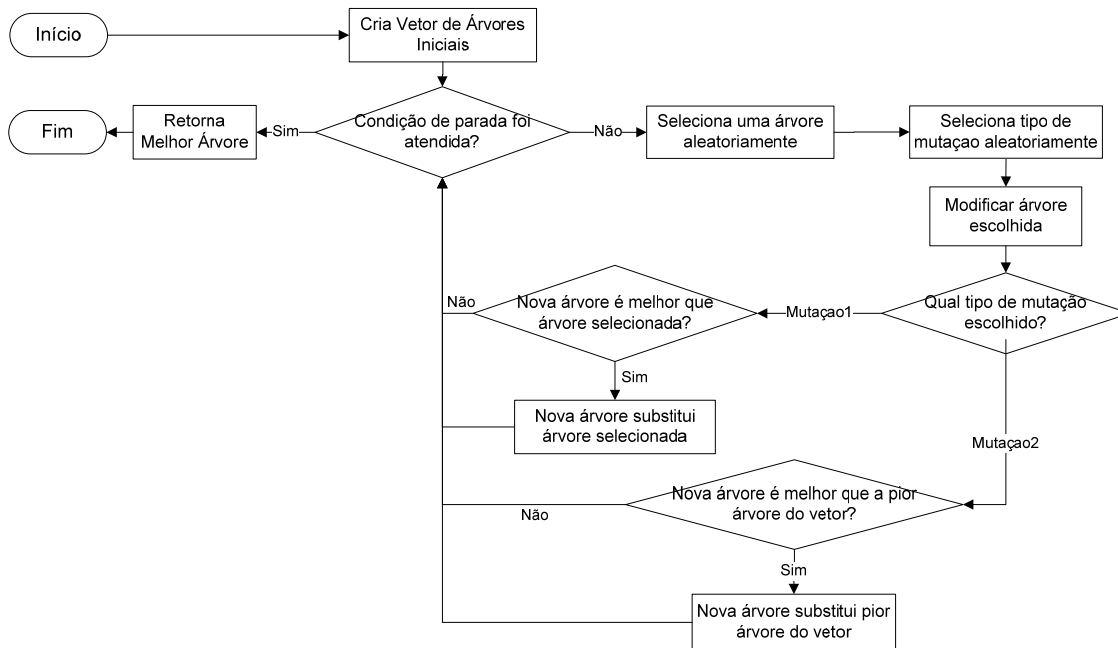 Início
Cria Vetor de Árvores
Iniciais
Fim
Retorna
Melhor Árvore
Sim
Condição de parada foi
atendida?
Não
Seleciona uma árvore
aleatoriamente
Seleciona tipo de
mutaçao aleatoriamente
Modificar árvore
escolhida
Não
Nova árvore é melhor que
árvore selecionada?
Mutaçao1
Qual tipo de mutação
escolhido?
Sim
Nova árvore substitui
árvore selecionada
Mutaçao2
Nova árvore é melhor que a pior
árvore do vetor?
Não
Sim
Nova árvore substitui pior
árvore do vetor